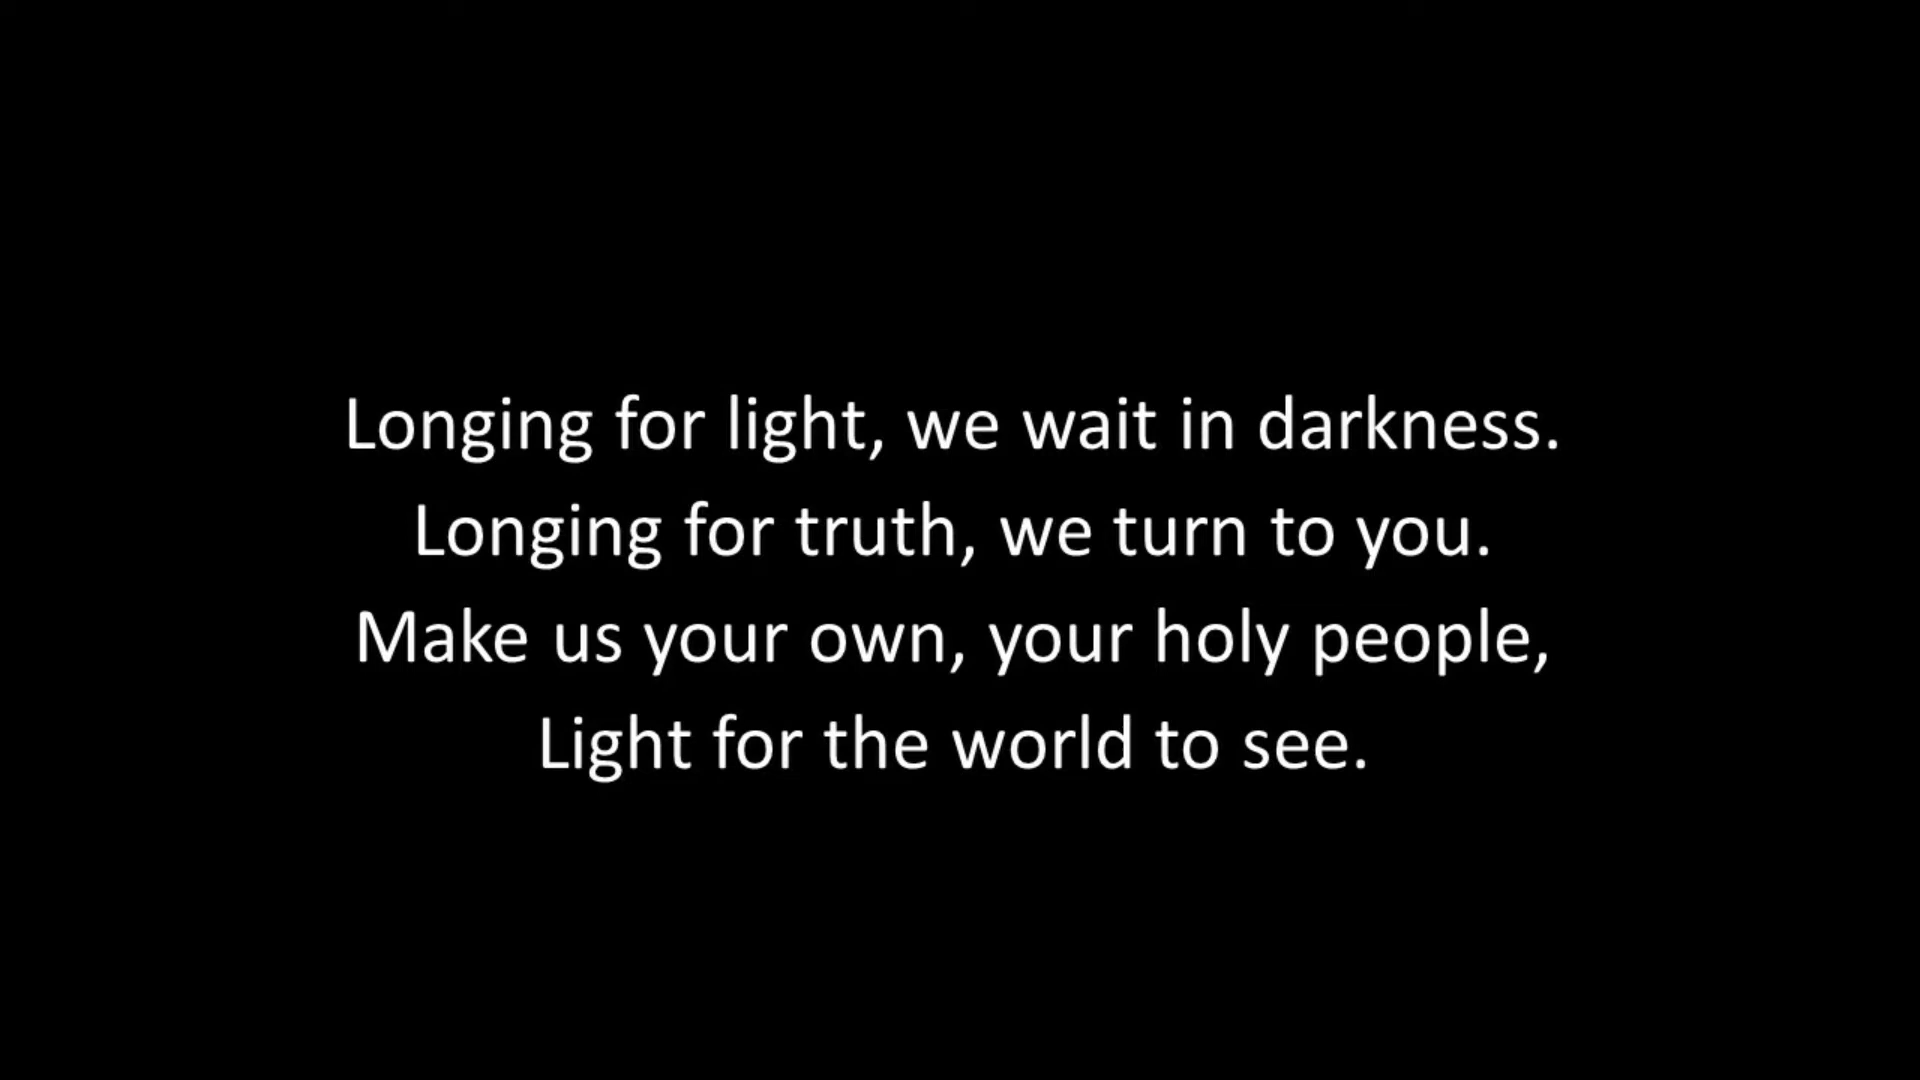 Longing for light, we wait in darkness.
Longing for truth, we turn to you.
Make us your own, your holy people,
Light for the world to see.